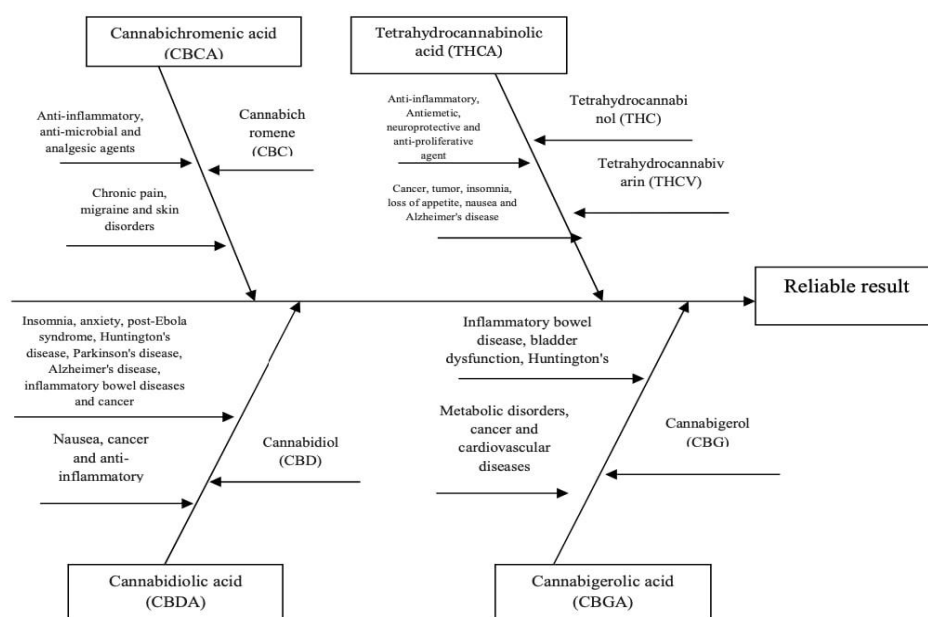 Cannabichromenic acid
(CBCA)
Tetrahydrocannabinolic
acid (THCA)
Anti-inflammatory,
anti-microbial and
analgesic agents
Cannabich
romene
(CBC)
Chronic pain,
migraine and skin
disorders
Anti-inflammatory,
Antiemetic,
neuroprotective and
anti-proliferative
agent
Tetrahydrocannabi
nol (THC)
Tetrahydrocannabiv
arin (THCV)
Cancer, tumor, insomnia,
loss of appetite, nausea and
Alzheimer's disease
Reliable result
Insomnia, anxiety, post-Ebola
syndrome, Huntington's
disease, Parkinson's disease,
Alzheimer's disease,
inflammatory bowel diseases
and cancer
Nausea, cancer
and anti-
inflammatory
Cannabidiol
(CBD)
Inflammatory bowel
disease, bladder
dysfunction, Huntington's
Metabolic disorders,
cancer and
cardiovascular
diseases
Cannabigerol
(CBG)
Cannabidiolic acid
(CBDA)
Cannabigerolic acid
(CBGA)